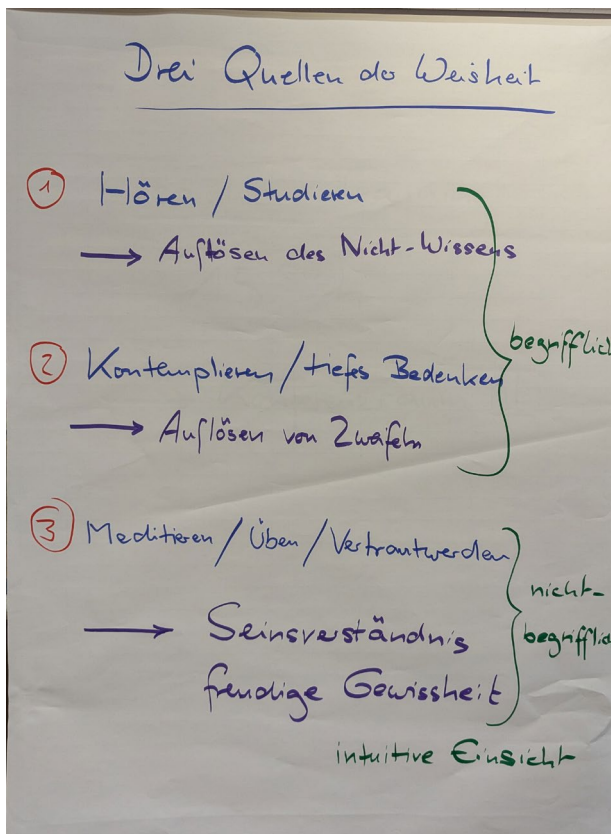 Drei Quellen der Weisheit
1 Hören / Studieren
→ Auflösen des Nicht-Wissens
begrifflich
2 Kontemplieren / tiefes Bedenken
→ Auflösen von Zweifeln
3 Meditieren / Üben / Vertrautwerden
nicht-
begrifflic
→ Seinsverständnis
freudige Gewissheit
intuitive Einsicht